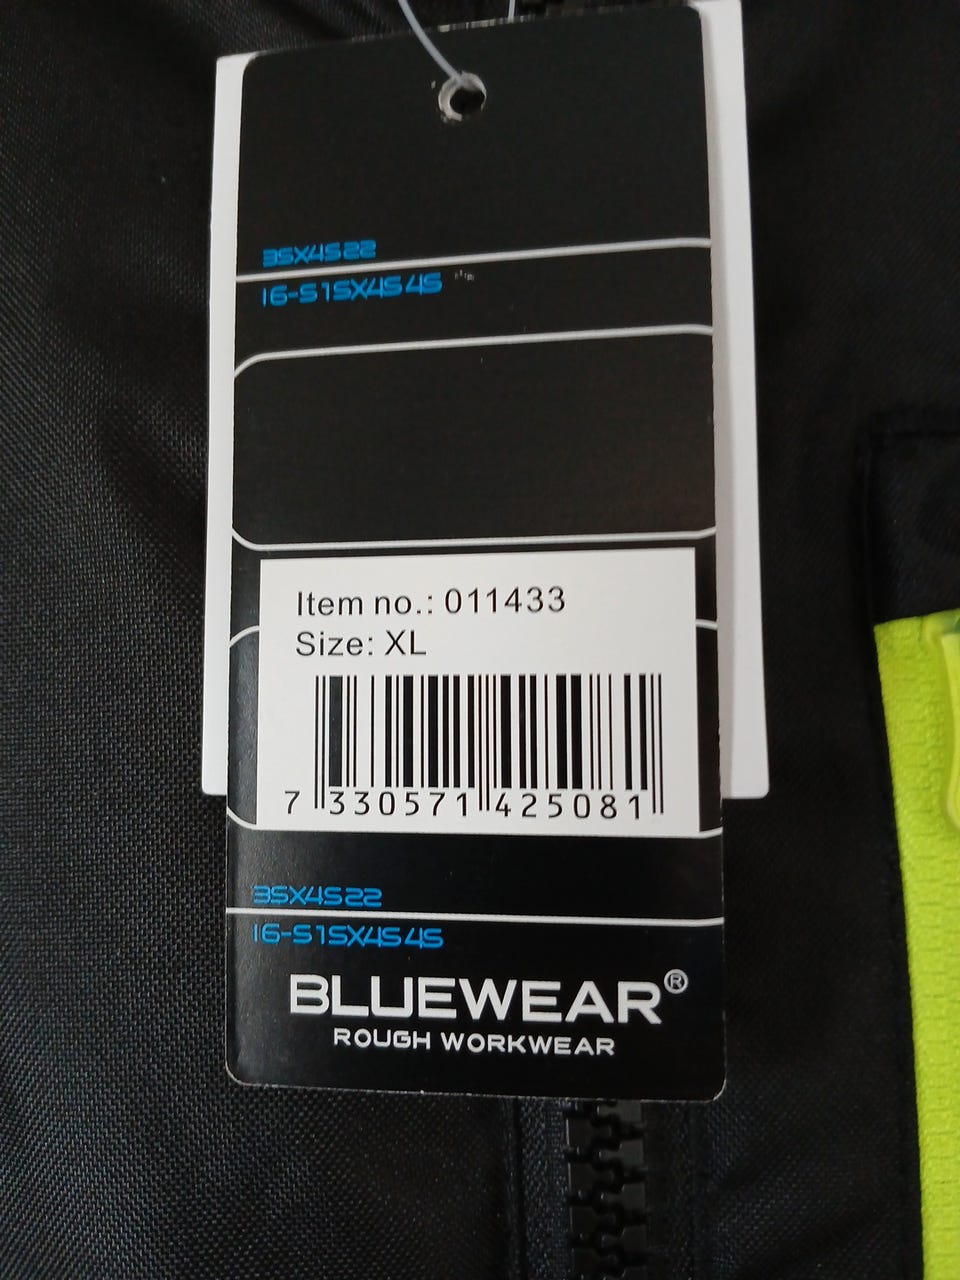 3SX4S22
16-S1SX4S4S
Item no.: 011433
Size: XL
7 330571 425081
3SX4S22
16-S1SX4S4S
BLUEWEAR®
ROUGH WORKWEAR